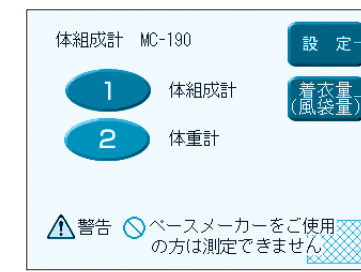 体組成計 MC-190
設 定
1 体組成計
着衣量
(風袋量)
2 体重計
警告 ペースメーカーをご使用
の方は測定できません